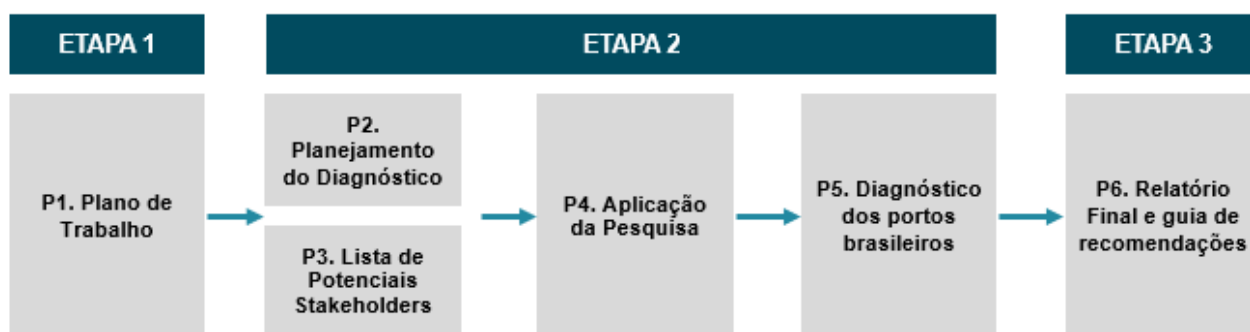 ETAPA 1
ETAPA 2
ETAPA 3
P1. Plano de
Trabalho
P2.
Planejamento
do Diagnóstico
P3. Lista de
Potenciais
Stakeholders
P4. Aplicação
da Pesquisa
P5. Diagnóstico
dos portos
brasileiros
P6. Relatório
Final e guia de
recomendações